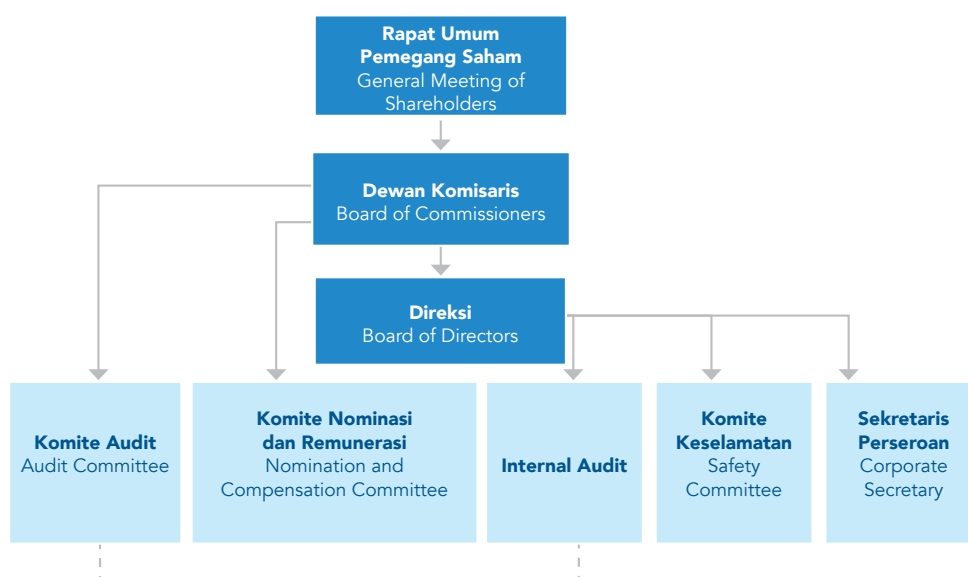 Rapat Umum
Pemegang Saham
General Meeting of
Shareholders
Dewan Komisaris
Board of Commissioners
Direksi
Board of Directors
Komite Audit
Audit Committee
Komite Nominasi
dan Remunerasi
Nomination and
Compensation Committee
Internal Audit
Komite
Keselamatan
Safety
Committee
Sekretaris
Perseroan
Corporate
Secretary